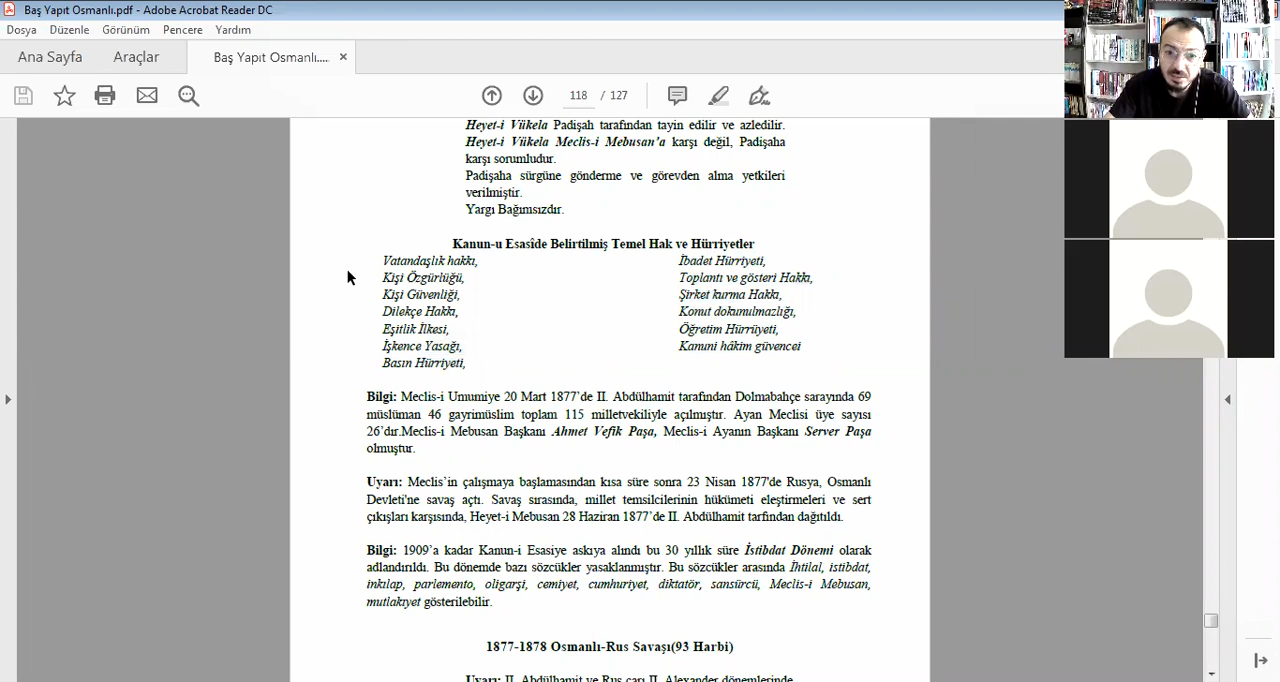 Baş Yapıt Osmanlı.pdf - Adobe Acrobat Reader DC
Dosya Düzenle Görünüm Pencere Yardım
Ana Sayfa Araçlar Baş Yapıt Osmanlı.... ×
118 / 127
Heyet-i Vükela Padişah tarafından tayin edilir ve azledilir.
Heyet-i Vükela Meclis-i Mebusan’a karşı değil, Padişaha
karşı sorumludur.
Padişaha sürgüne gönderme ve görevden alma yetkileri
verilmiştir.
Yargı Bağımsızdır.
Kanun-u Esasîde Belirtilmiş Temel Hak ve Hürriyetler
Vatandaşlık hakkı, İbadet Hürriyeti,
Kişi Özgürlüğü, Toplantı ve gösteri Hakkı,
Kişi Güvenliği, Şirket kurma Hakkı,
Dilekçe Hakkı, Konut dokunulmazlığı,
Eşitlik İlkesi, Öğretim Hürrüyeti,
İşkence Yasağı, Kanuni hâkim güvencei
Basın Hürriyeti,
Bilgi: Meclis-i Umumiye 20 Mart 1877’de II. Abdülhamit tarafından Dolmabahçe sarayında 69
müslüman 46 gayrimüslim toplam 115 milletvekiliyle açılmıştır. Ayan Meclisi üye sayısı
26’dır.Meclis-i Mebusan Başkanı Ahmet Vefik Paşa, Meclis-i Ayanın Başkanı Server Paşa
olmuştur.
Uyarı: Meclis’in çalışmaya başlamasından kısa süre sonra 23 Nisan 1877'de Rusya, Osmanlı
Devleti'ne savaş açtı. Savaş sırasında, millet temsilcilerinin hükümeti eleştirmeleri ve sert
çıkışları karşısında, Heyet-i Mebusan 28 Haziran 1877’de II. Abdülhamit tarfından dağıtıldı.
Bilgi: 1909’a kadar Kanun-i Esasiye askıya alındı bu 30 yıllık süre İstibdat Dönemi olarak
adlandırıldı. Bu dönemde bazı sözcükler yasaklanmıştır. Bu sözcükler arasında İhtilal, istibdat,
inkılap, parlemento, oligarşi, cemiyet, cumhuriyet, diktatör, sansürcü, Meclis-i Mebusan,
mutlakıyet gösterilebilir.
1877-1878 Osmanlı-Rus Savaşı(93 Harbi)
Uyarı: II. Abdülhamit ve Rus çarı II. Alexander dönemlerinde